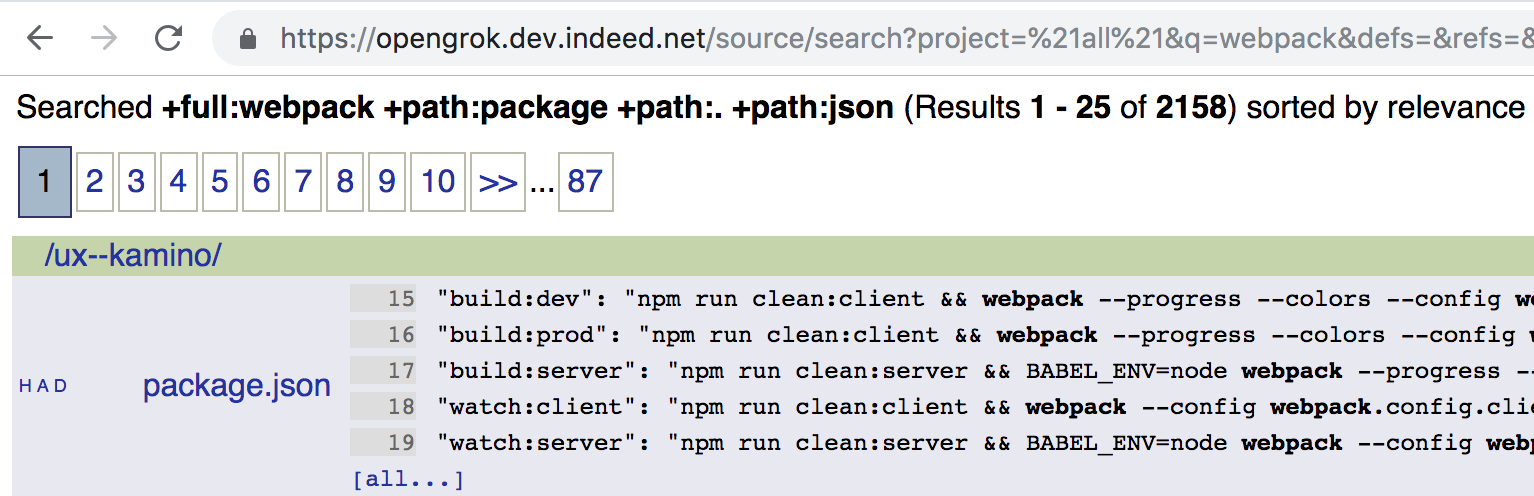 https://opengrok.dev.indeed.net/source/search?project=%21all%21&q=webpack&defs=&refs=&
Searched +full:webpack +path:package +path:. +path:json (Results 1 - 25 of 2158) sorted by relevance
1 2 3 4 5 6 7 8 9 10 >> ... 87
/ux--kamino/
15 "build:dev": "npm run clean:client && webpack --progress --colors --config we
16 "build:prod": "npm run clean:client && webpack --progress --colors --config
H A D package.json 17 "build:server": "npm run clean:server && BABEL_ENV=node webpack --progress --
18 "watch:client": "npm run clean:client && webpack --config webpack.config.clie
19 "watch:server": "npm run clean:server && BABEL_ENV=node webpack --config webp
[all...]